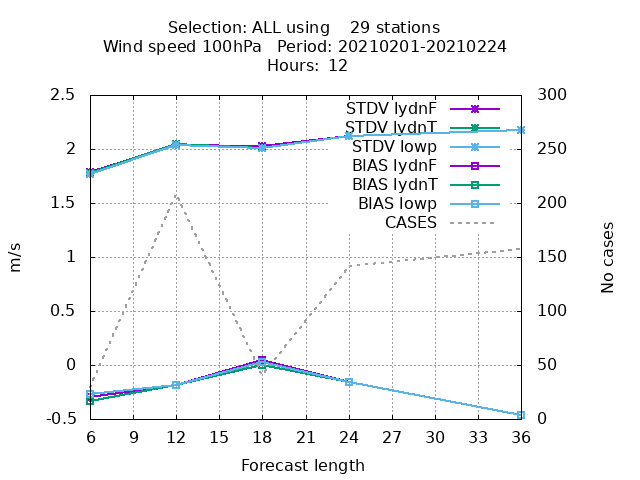 Selection: ALL using    29 stations
Wind speed 100hPa   Period: 20210201-20210224
Hours:  12
2.5
2
1.5
1
0.5
0
-0.5
m/s
STDV lydnF
STDV lydnT
STDV lowp
BIAS lydnF
BIAS lydnT
BIAS lowp
CASES
300
250
200
150
100
50
0
No cases
6 9 12 15 18 21 24 27 30 33 36
Forecast length